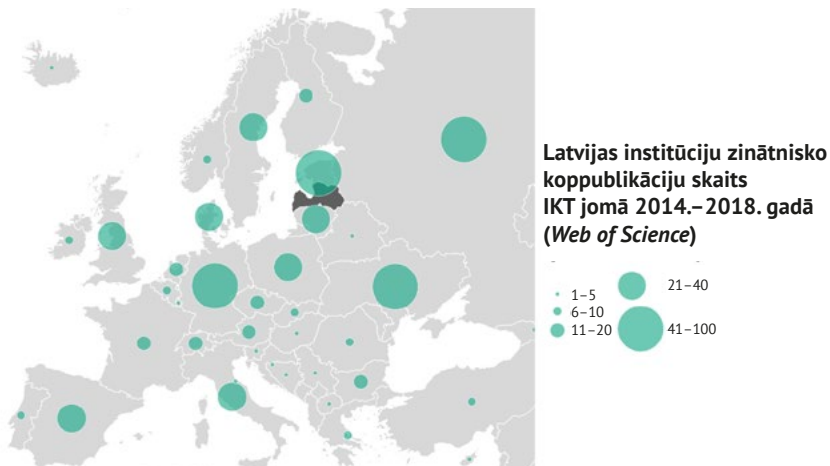 Latvijas institūciju zinātnisko
koppublikāciju skaits
IKT jomā 2014.–2018. gadā
(Web of Science)
1–5
6–10
11–20
21–40
41–100